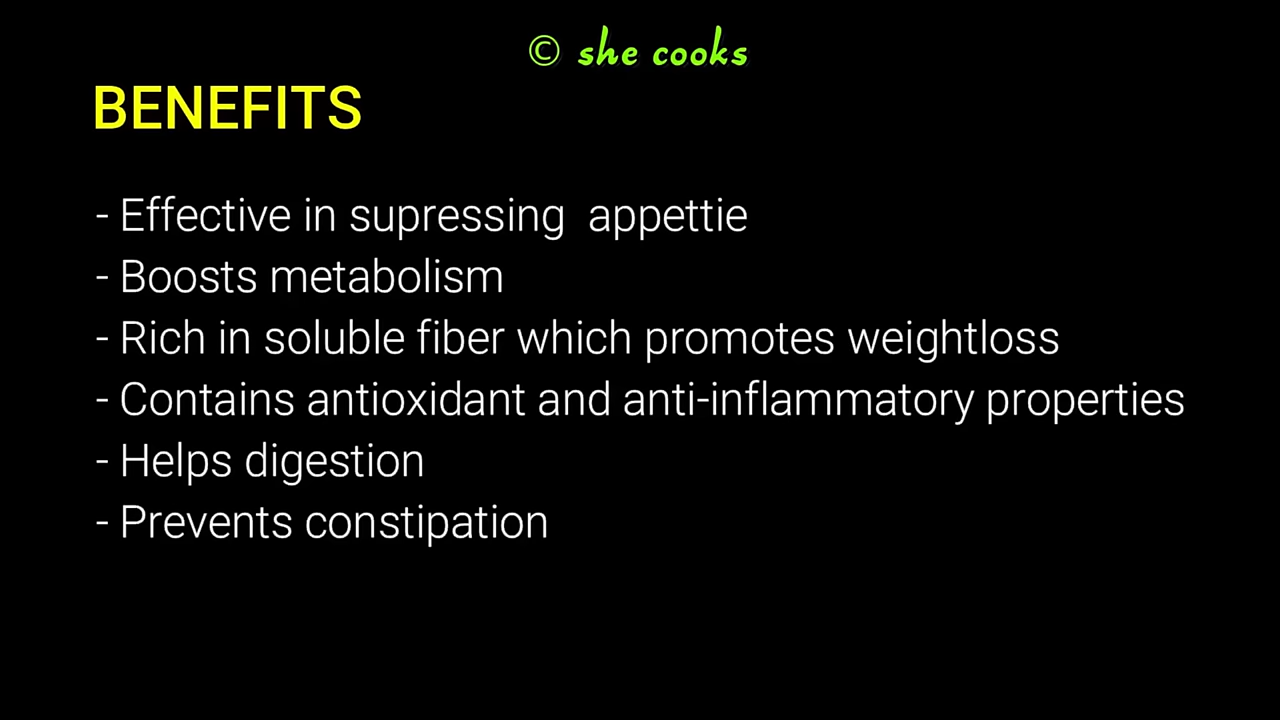 © she cooks
BENEFITS
- Effective in supressing  appettie
- Boosts metabolism
- Rich in soluble fiber which promotes weightloss
- Contains antioxidant and anti-inflammatory properties
- Helps digestion
- Prevents constipation